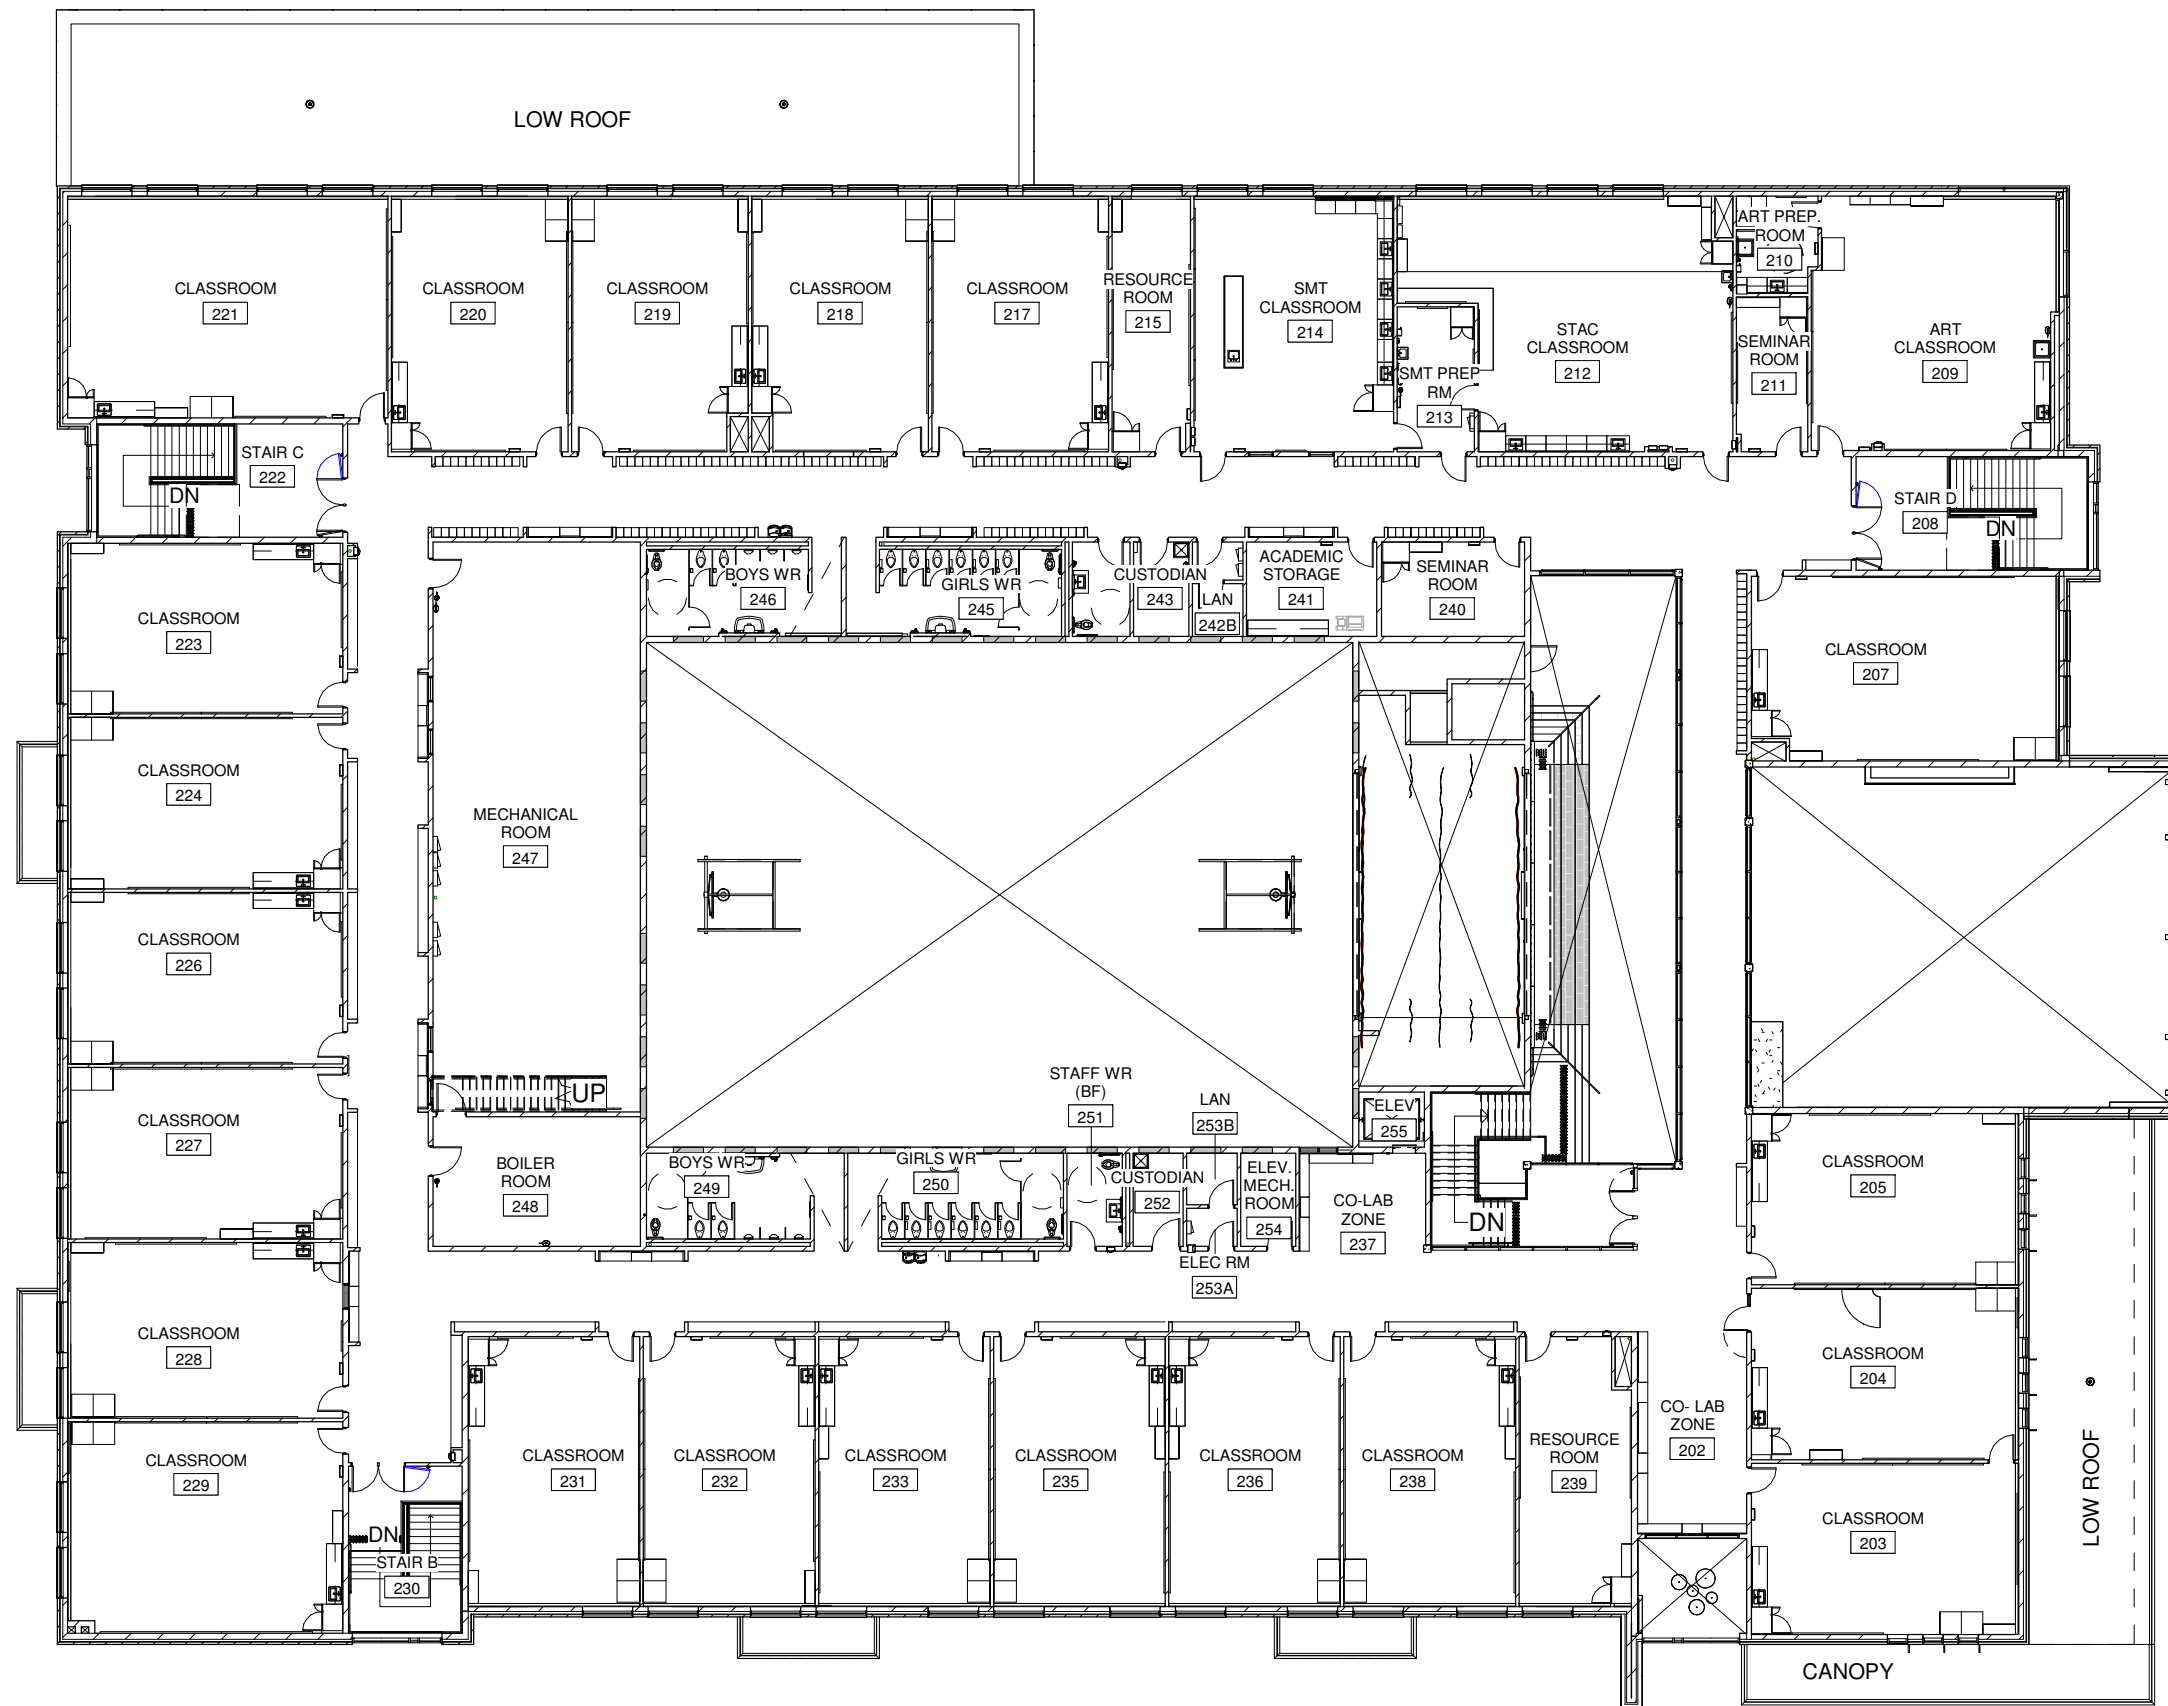 LOW ROOF
CLASSROOM
221
CLASSROOM
220
CLASSROOM
219
CLASSROOM
218
CLASSROOM
217
RESOURCE
ROOM
215
SMT
CLASSROOM
214
SMT PREP
RM
213
STAC
CLASSROOM
212
ART PREP.
ROOM
210
SEMINAR
ROOM
211
ART
CLASSROOM
209
STAIR C
222
DN
STAIR D
208
DN
CLASSROOM
223
BOYS WR
246
GIRLS WR
245
CUSTODIAN
243
LAN
242B
ACADEMIC
STORAGE
241
SEMINAR
ROOM
240
CLASSROOM
207
CLASSROOM
224
MECHANICAL
ROOM
247
CLASSROOM
226
CLASSROOM
227
UP
STAFF WR
(BF)
251
LAN
253B
ELEV
255
BOILER
ROOM
248
BOYS WR
249
GIRLS WR
250
CUSTODIAN
252
ELEV.
MECH.
ROOM
254
CO-LAB
ZONE
237
DN
CLASSROOM
205
ELEC RM
253A
CLASSROOM
228
CLASSROOM
204
CLASSROOM
229
CLASSROOM
231
CLASSROOM
232
CLASSROOM
233
CLASSROOM
235
CLASSROOM
236
CLASSROOM
238
RESOURCE
ROOM
239
CO- LAB
ZONE
202
LOW ROOF
CLASSROOM
203
DN
STAIR B
230
CANOPY